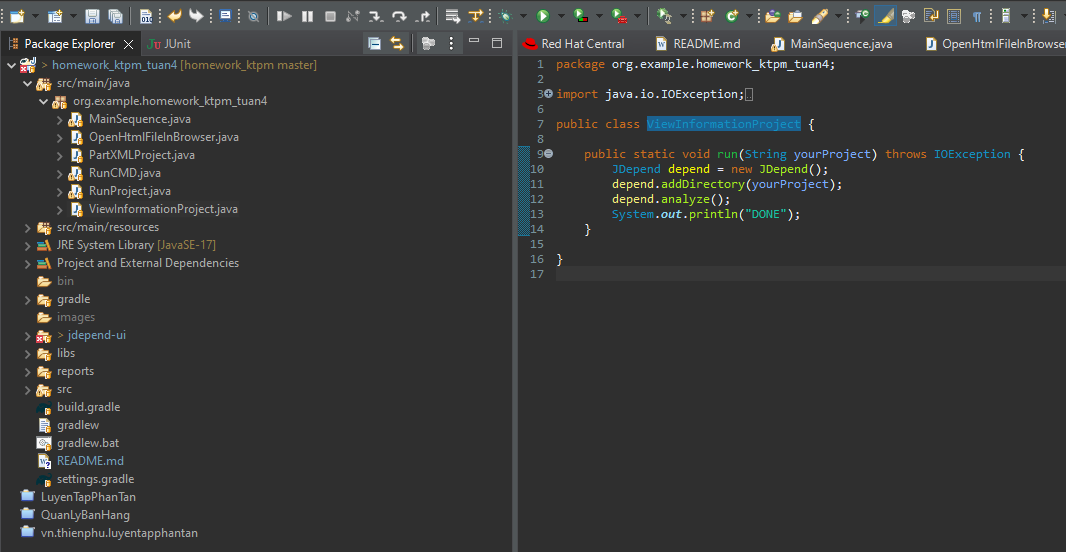 Package Explorer
JUnit
> homework_ktpm_tuan4 [homework_ktpm master]
src/main/java
org.example.homework_ktpm_tuan4
MainSequence.java
OpenHtmlFileInBrowser.java
PartXMLProject.java
RunCMD.java
RunProject.java
ViewInformationProject.java
src/main/resources
JRE System Library [JavaSE-17]
Project and External Dependencies
bin
gradle
images
> jdepend-ui
libs
reports
src
build.gradle
gradlew
gradlew.bat
README.md
settings.gradle
LuyenTapPhanTan
QuanLyBanHang
vn.thienphu.luyentapphantan
Red Hat Central
README.md
MainSequence.java
OpenHtmlFileInBrowser
1 package org.example.homework_ktpm_tuan4;
2
3 import java.io.IOException;
6
7 public class ViewInformationProject {
8
9 public static void run(String yourProject) throws IOException {
10 JDepend depend = new JDepend();
11 depend.addDirectory(yourProject);
12 depend.analyze();
13 System.out.println("DONE");
14 }
15
16 }
17